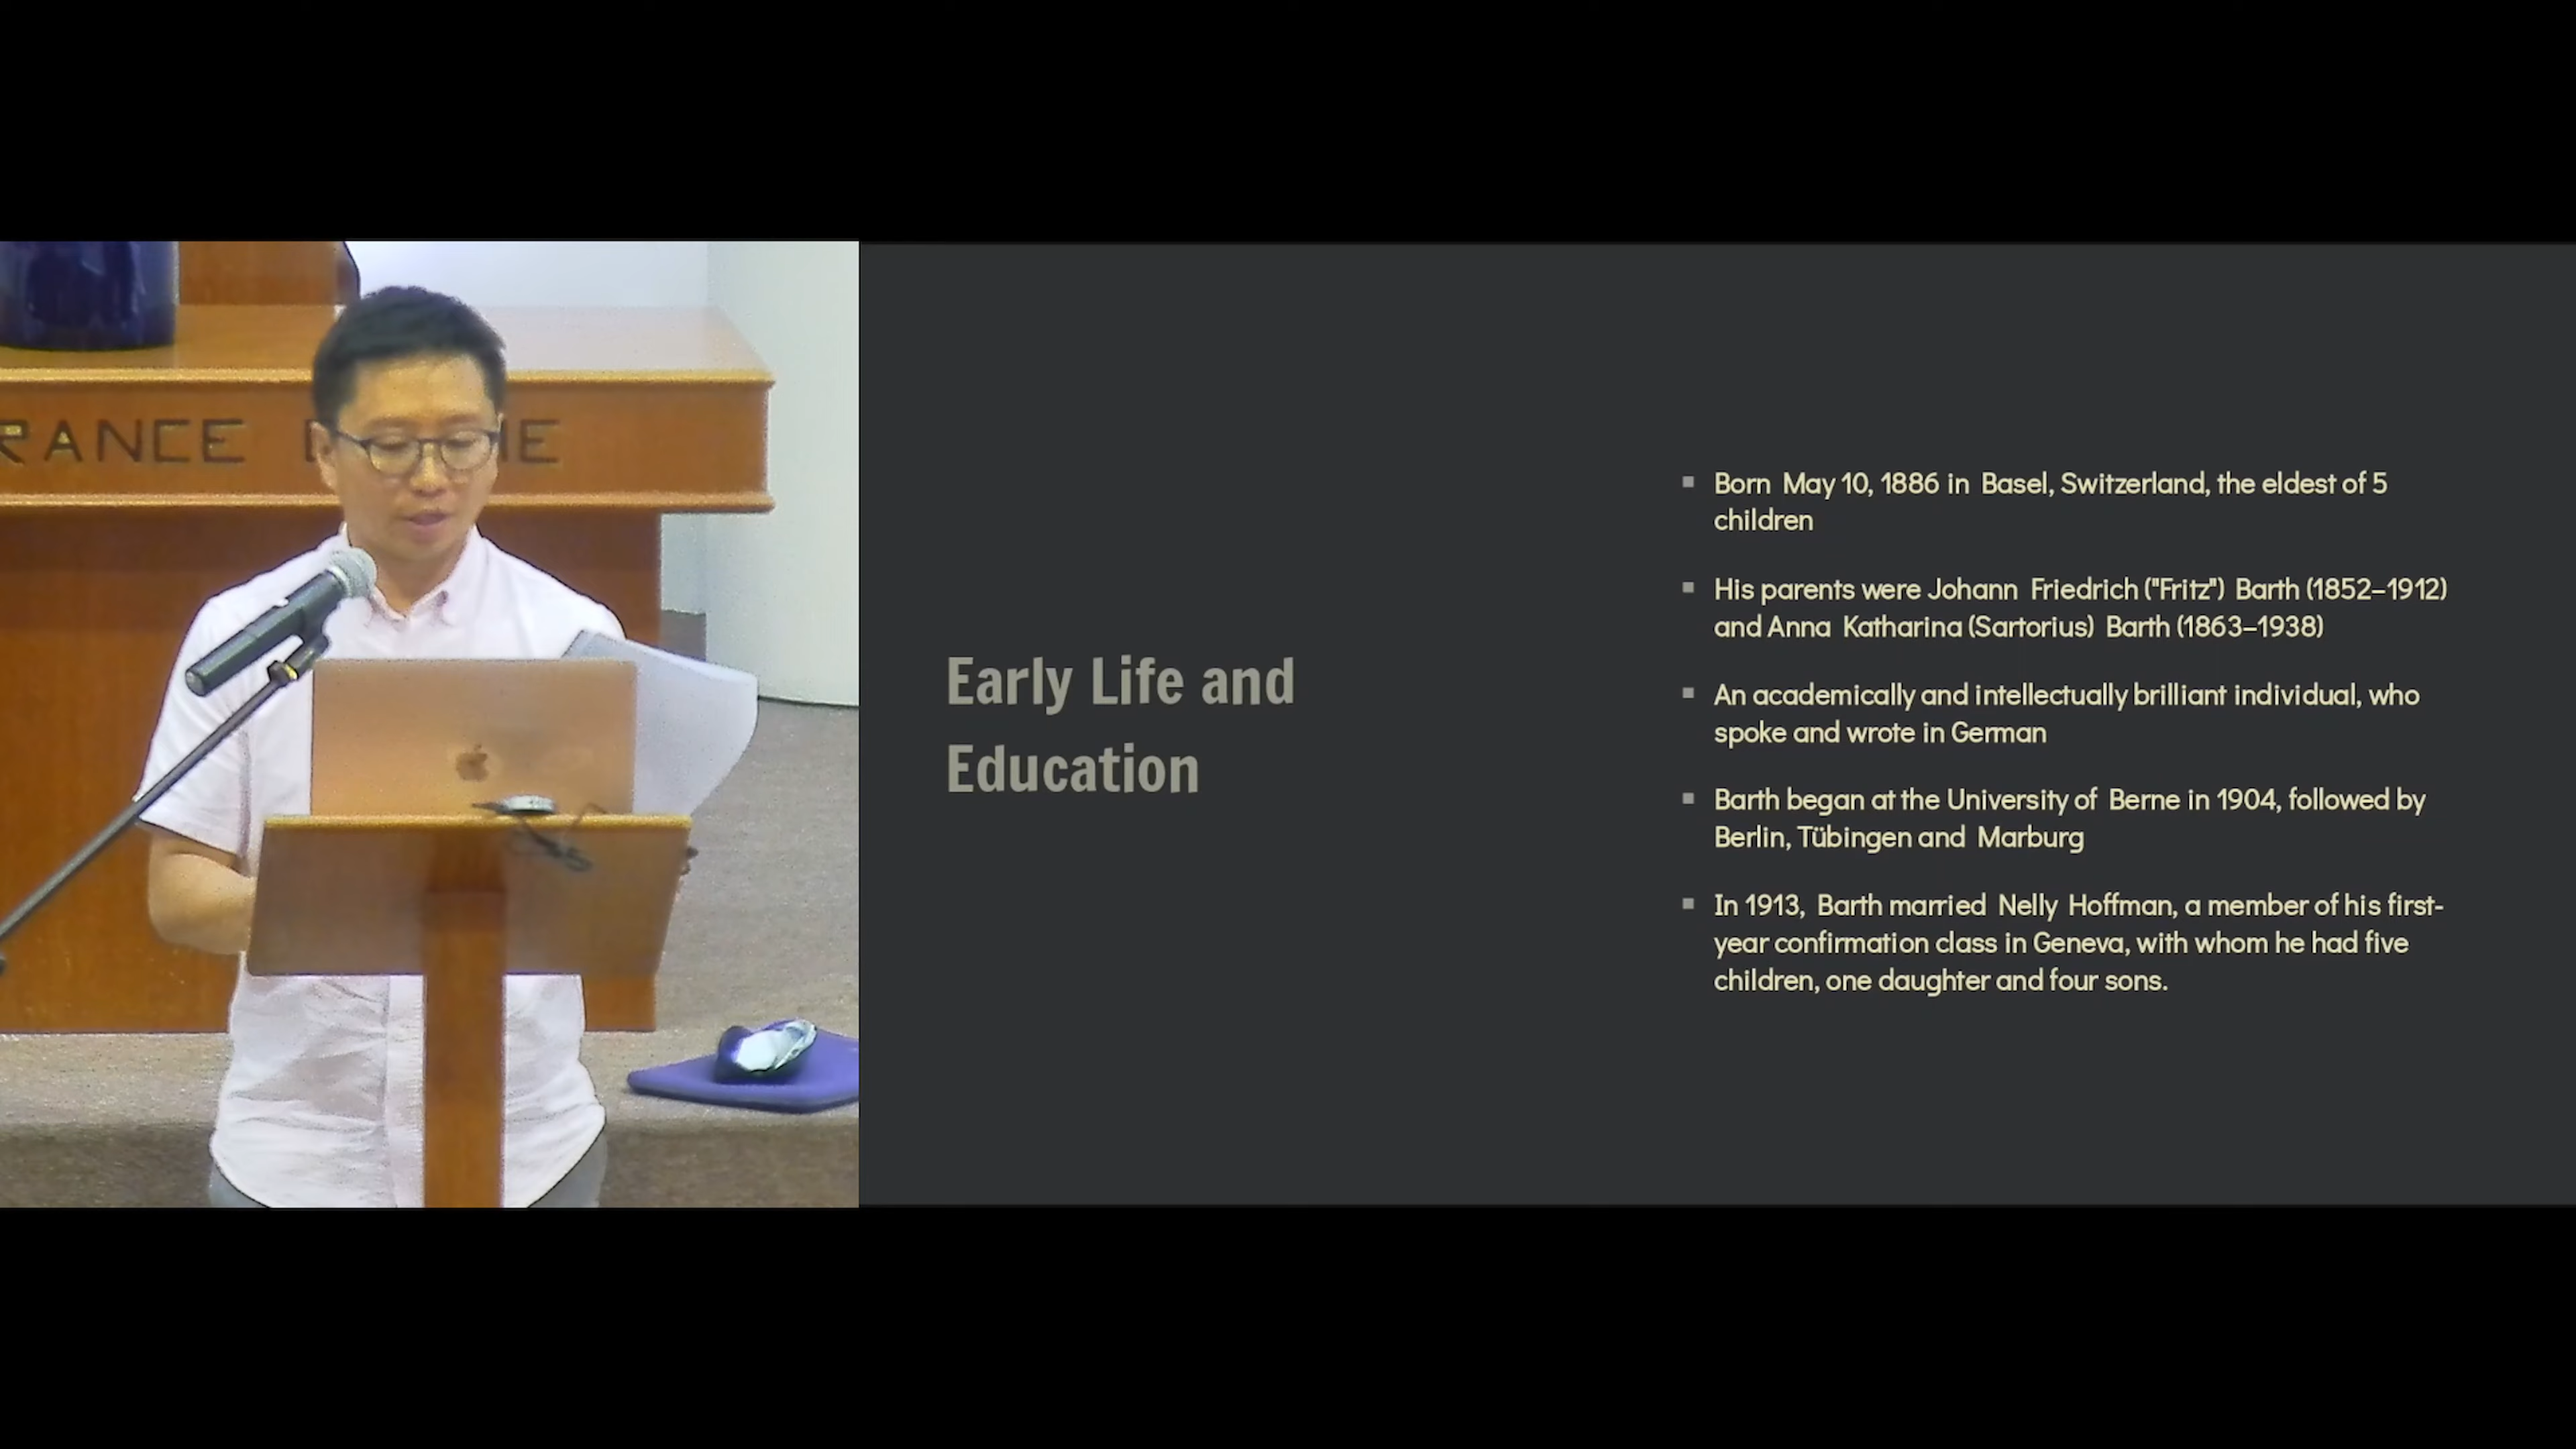 RANCE
Early Life and
Education
Born May 10, 1886 in Basel, Switzerland, the eldest of 5
children
His parents were Johann Friedrich ("Fritz") Barth (1852–1912)
and Anna Katharina (Sartorius) Barth (1863–1938)
An academically and intellectually brilliant individual, who
spoke and wrote in German
Barth began at the University of Berne in 1904, followed by
Berlin, Tübingen and Marburg
In 1913, Barth married Nelly Hoffman, a member of his first-
year confirmation class in Geneva, with whom he had five
children, one daughter and four sons.